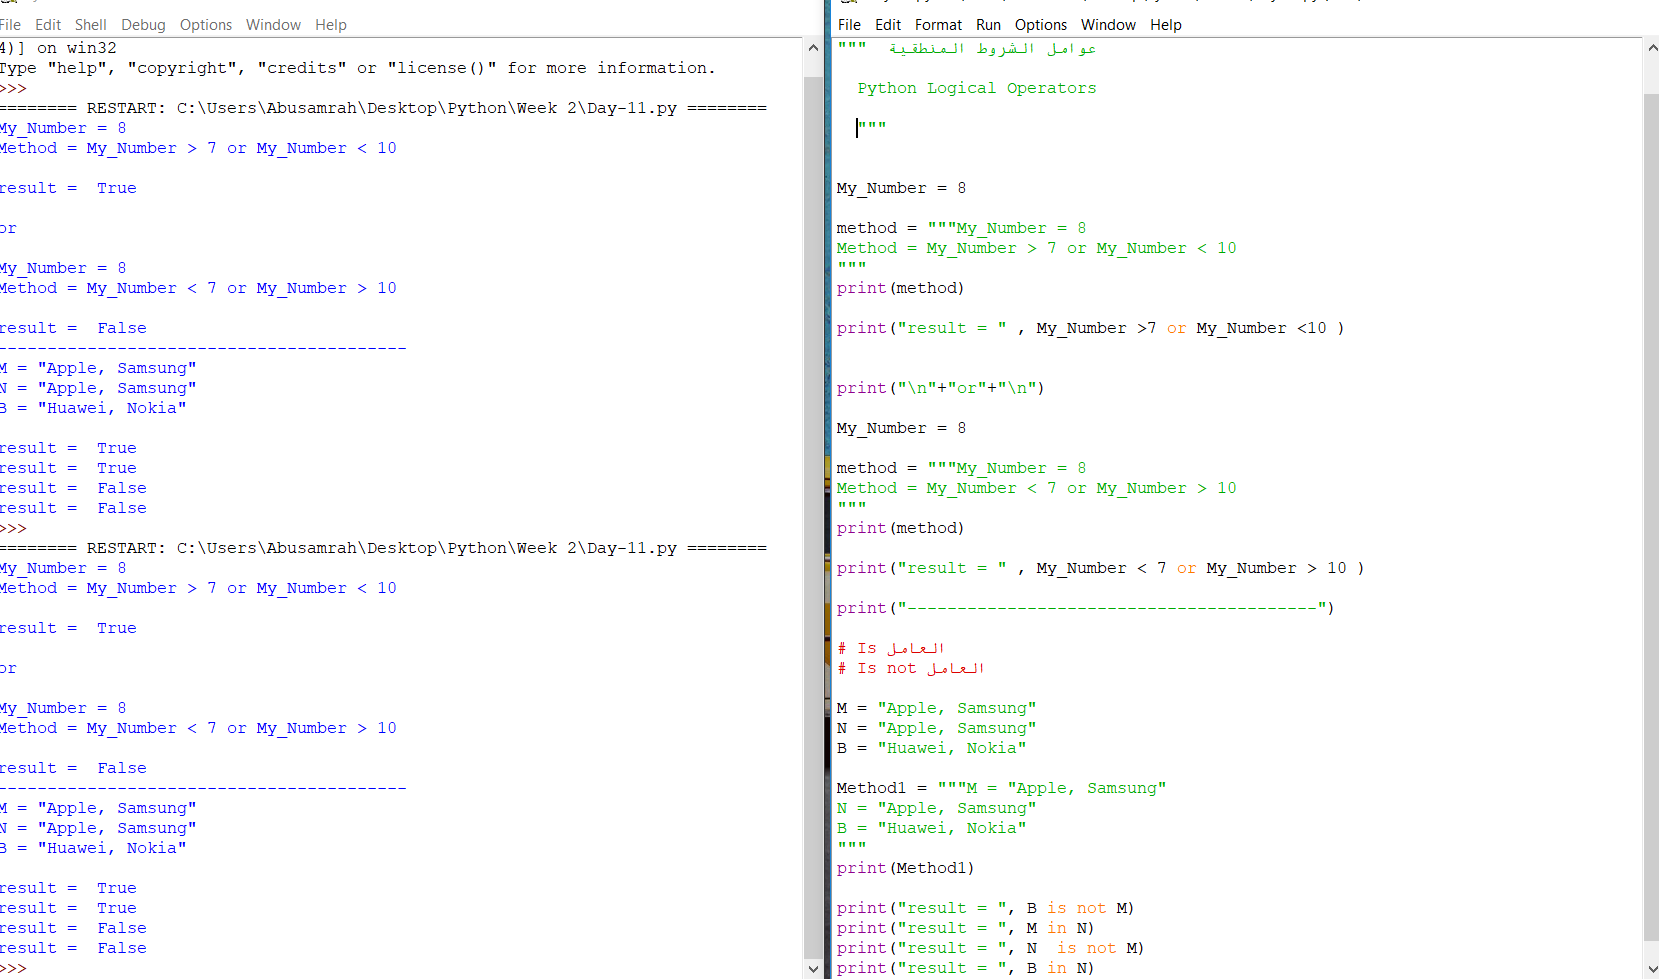 File Edit Shell Debug Options Window Help
4)] on win32
Type "help", "copyright", "credits" or "license()" for more information.
>>>
======== RESTART: C:\Users\Abusamrah\Desktop\Python\Week 2\Day-11.py ========
My_Number = 8
Method = My_Number > 7 or My_Number < 10
result =  True
or
My_Number = 8
Method = My_Number < 7 or My_Number > 10
result =  False
-----------------------------------------
M = "Apple, Samsung"
N = "Apple, Samsung"
B = "Huawei, Nokia"
result =  True
result =  True
result =  False
result =  False
>>>
======== RESTART: C:\Users\Abusamrah\Desktop\Python\Week 2\Day-11.py ========
My_Number = 8
Method = My_Number > 7 or My_Number < 10
result =  True
or
My_Number = 8
Method = My_Number < 7 or My_Number > 10
result =  False
-----------------------------------------
M = "Apple, Samsung"
N = "Apple, Samsung"
B = "Huawei, Nokia"
result =  True
result =  True
result =  False
result =  False
>>>
File Edit Format Run Options Window Help
""" عوامل الشروط المنطقية
Python Logical Operators
"""
My_Number = 8
method = """My_Number = 8
Method = My_Number > 7 or My_Number < 10
"""
print(method)
print("result = " , My_Number >7 or My_Number <10 )
print("\n"+"or"+"\n")
My_Number = 8
method = """My_Number = 8
Method = My_Number < 7 or My_Number > 10
"""
print(method)
print("result = " , My_Number < 7 or My_Number > 10 )
print("-----------------------------------------")
# Is العامل
# Is not العامل
M = "Apple, Samsung"
N = "Apple, Samsung"
B = "Huawei, Nokia"
Method1 = """M = "Apple, Samsung"
N = "Apple, Samsung"
B = "Huawei, Nokia"
"""
print(Method1)
print("result = ", B is not M)
print("result = ", M in N)
print("result = ", N  is not M)
print("result = ", B in N)